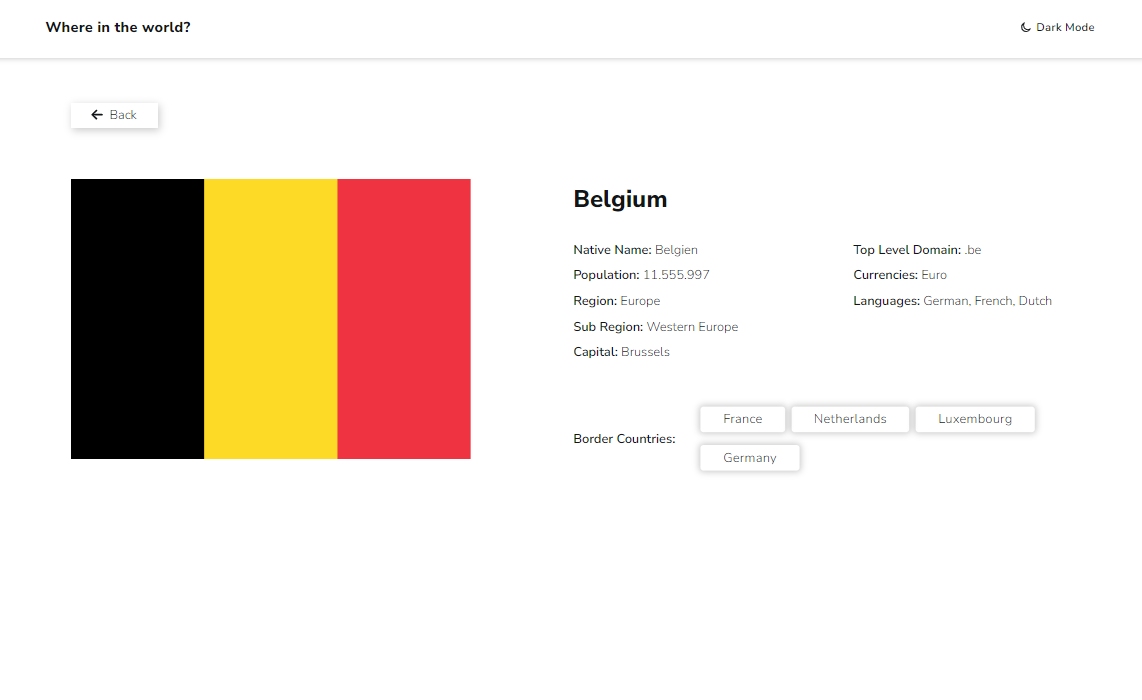 Where in the world?
Dark Mode
Back
Belgium
Native Name: Belgien
Population: 11.555.997
Region: Europe
Sub Region: Western Europe
Capital: Brussels
Top Level Domain: .be
Currencies: Euro
Languages: German, French, Dutch
Border Countries:
France Netherlands Luxembourg
Germany